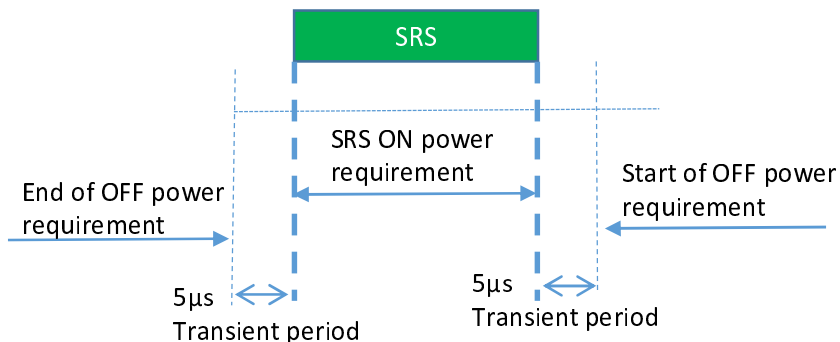 SRS
SRS ON power
requirement
End of OFF power
requirement
Start of OFF power
requirement
5µs
Transient period
5µs
Transient period